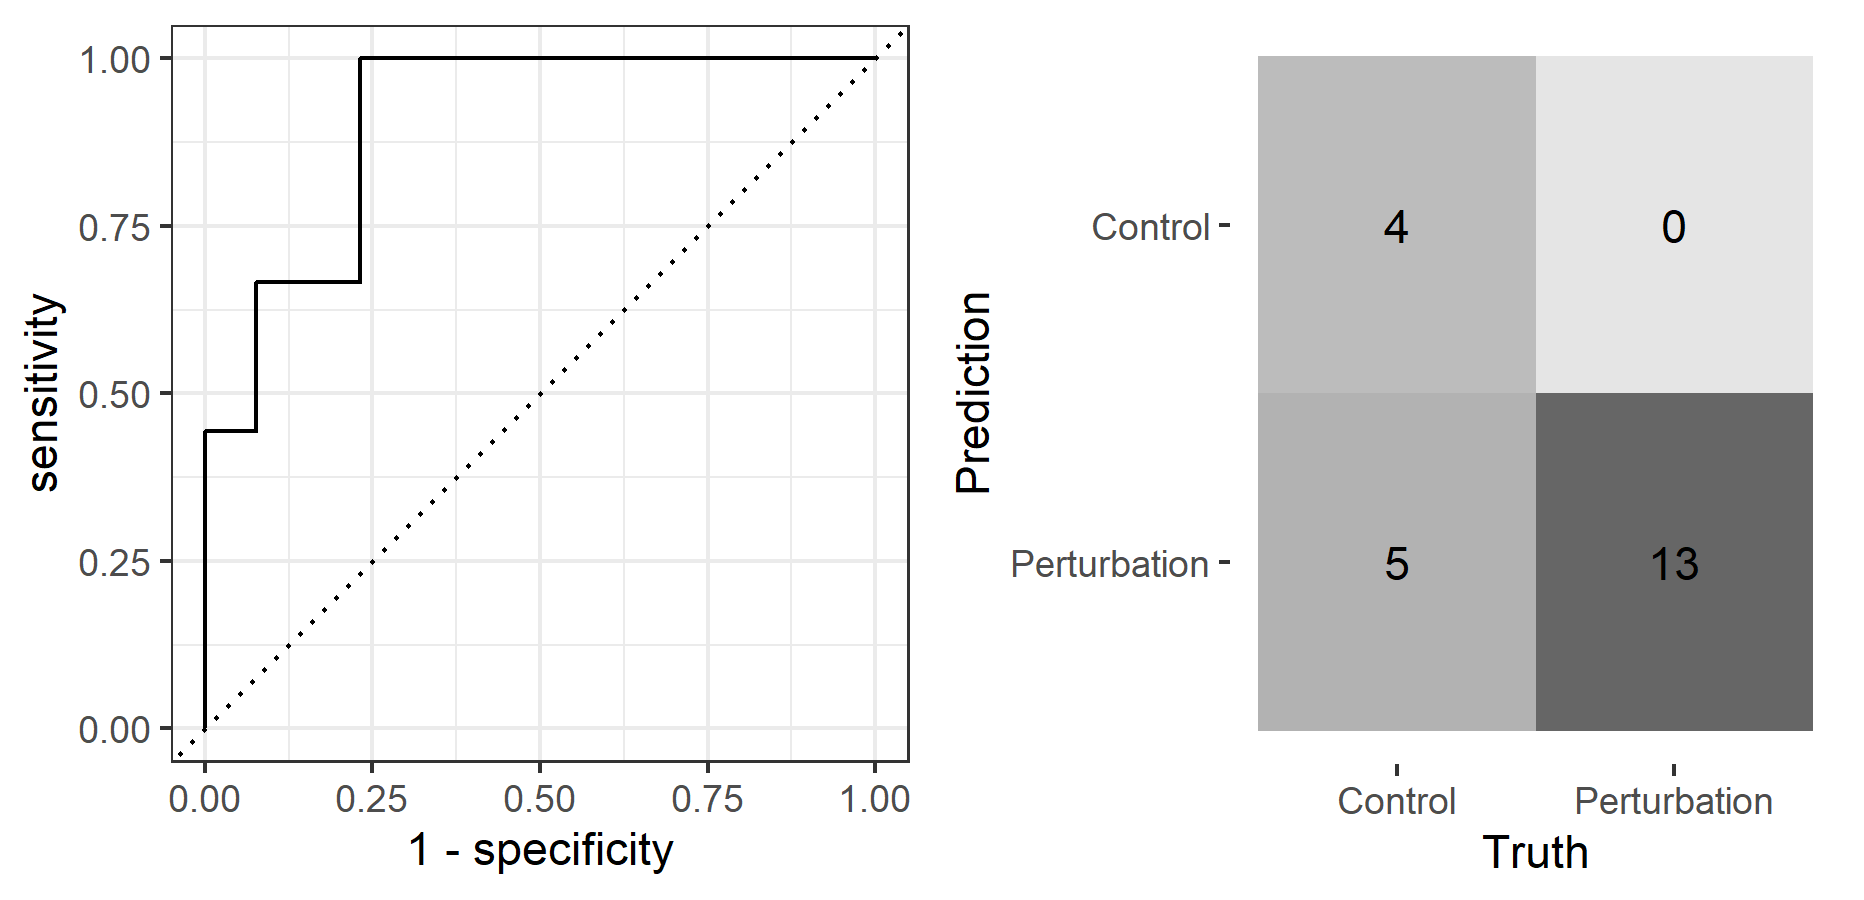 1.00
0.75
0.50
0.25
0.00
sensitivity
0.00 0.25 0.50 0.75 1.00
1 - specificity
Prediction
Control
Perturbation
4 0
5 13
Control Perturbation
Truth